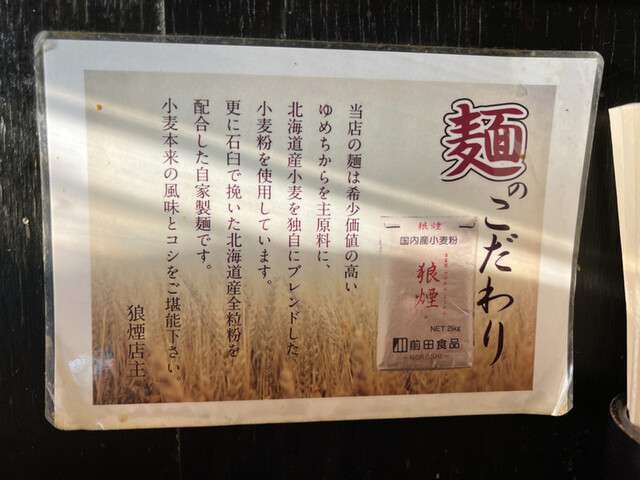 麺のこだわり
当店の麺は希少価値の高い
ゆめちからを主原料に、
北海道産小麦を独自にブレンドした
小麦粉を使用しています。
更に石臼で挽いた北海道産全粒粉を
配合した自家製麺です。
小麦本来の風味とコシをご堪能下さい。
狼煙店主
狼煙
国内産小麦粉
狼煙
NET 25kg
前田食品
~NOROSHI~